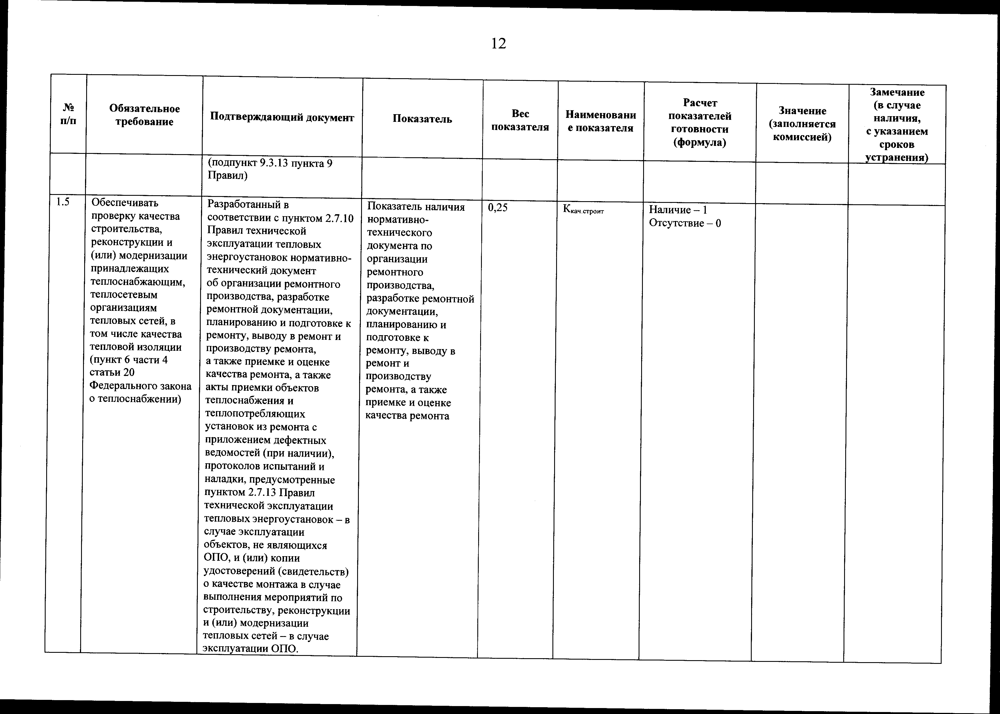 12
№
п/п
Обязательное
требование
Подтверждающий документ
Показатель
Вес
показателя
Наименовани
е показателя
Расчет
показателей
готовности
(формула)
Значение
(заполняется
комиссией)
Замечание
(в случае
наличия,
с указанием
сроков
устранения)
(подпункт 9.3.13 пункта 9
Правил)
1.5
Обеспечивать
проверку качества
строительства,
реконструкции и
(или) модернизации
принадлежащих
теплоснабжающим,
теплосетевым
организациям
тепловых сетей, в
том числе качества
тепловой изоляции
(пункт 6 части 4
статьи 20
Федерального закона
о теплоснабжении)
Разработанный в
соответствии с пунктом 2.7.10
Правил технической
эксплуатации тепловых
энергоустановок нормативно-
технический документ
об организации ремонтного
производства, разработке
ремонтной документации,
планированию и подготовке к
ремонту, выводу в ремонт и
производству ремонта,
а также приемке и оценке
качества ремонта, а также
акты приемки объектов
теплоснабжения и
теплопотребляющих
установок из ремонта с
приложением дефектных
ведомостей (при наличии),
протоколов испытаний и
наладки, предусмотренные
пунктом 2.7.13 Правил
технической эксплуатации
тепловых энергоустановок – в
случае эксплуатации
объектов, не являющихся
ОПО, и (или) копии
удостоверений (свидетельств)
о качестве монтажа в случае
выполнения мероприятий по
строительству, реконструкции
и (или) модернизации
тепловых сетей – в случае
эксплуатации ОПО.
Показатель наличия
нормативно-
технического
документа по
организации
ремонтного
производства,
разработке ремонтной
документации,
планированию и
подготовке к
ремонту, выводу в
ремонт и
производству
ремонта, а также
приемке и оценке
качества ремонта
0,25
Ккач.строит
Наличие – 1
Отсутствие – 0